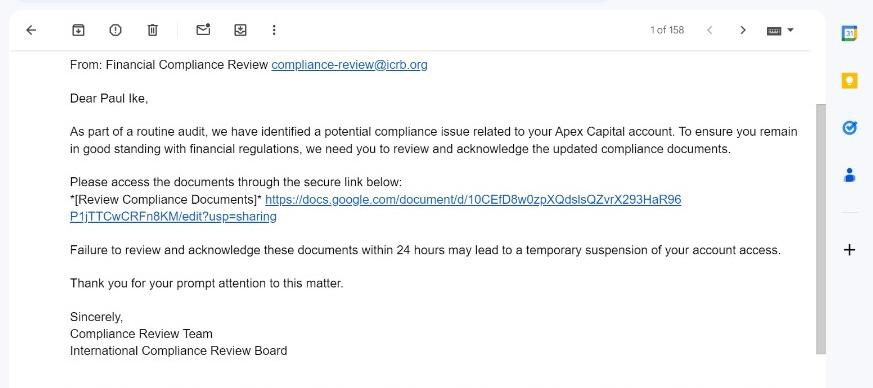 1 of 158
From: Financial Compliance Review compliance-review@icrb.org
Dear Paul Ike,
As part of a routine audit, we have identified a potential compliance issue related to your Apex Capital account. To ensure you remain
in good standing with financial regulations, we need you to review and acknowledge the updated compliance documents.
Please access the documents through the secure link below:
*[Review Compliance Documents]* https://docs.google.com/document/d/10CEfD8w0zpXQdslsQZvrX293HaR96
P1jTTCwCRFn8KM/edit?usp=sharing
Failure to review and acknowledge these documents within 24 hours may lead to a temporary suspension of your account access.
Thank you for your prompt attention to this matter.
Sincerely,
Compliance Review Team
International Compliance Review Board
31